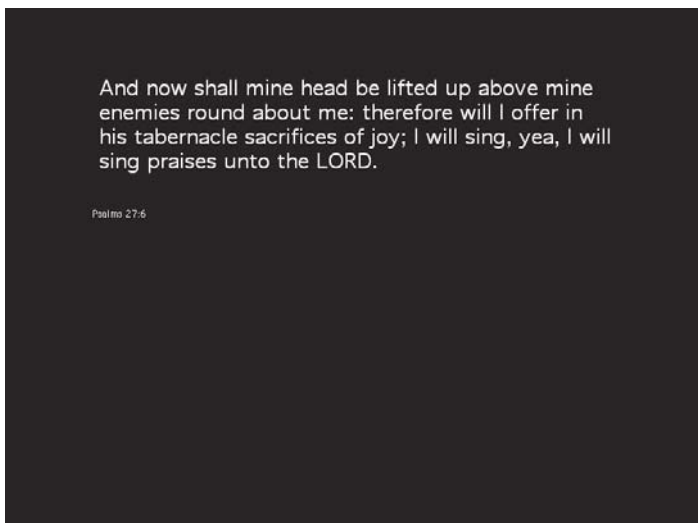 And now shall mine head be lifted up above mine
enemies round about me: therefore will I offer in
his tabernacle sacrifices of joy; I will sing, yea, I will
sing praises unto the LORD.
Psalms 27:6